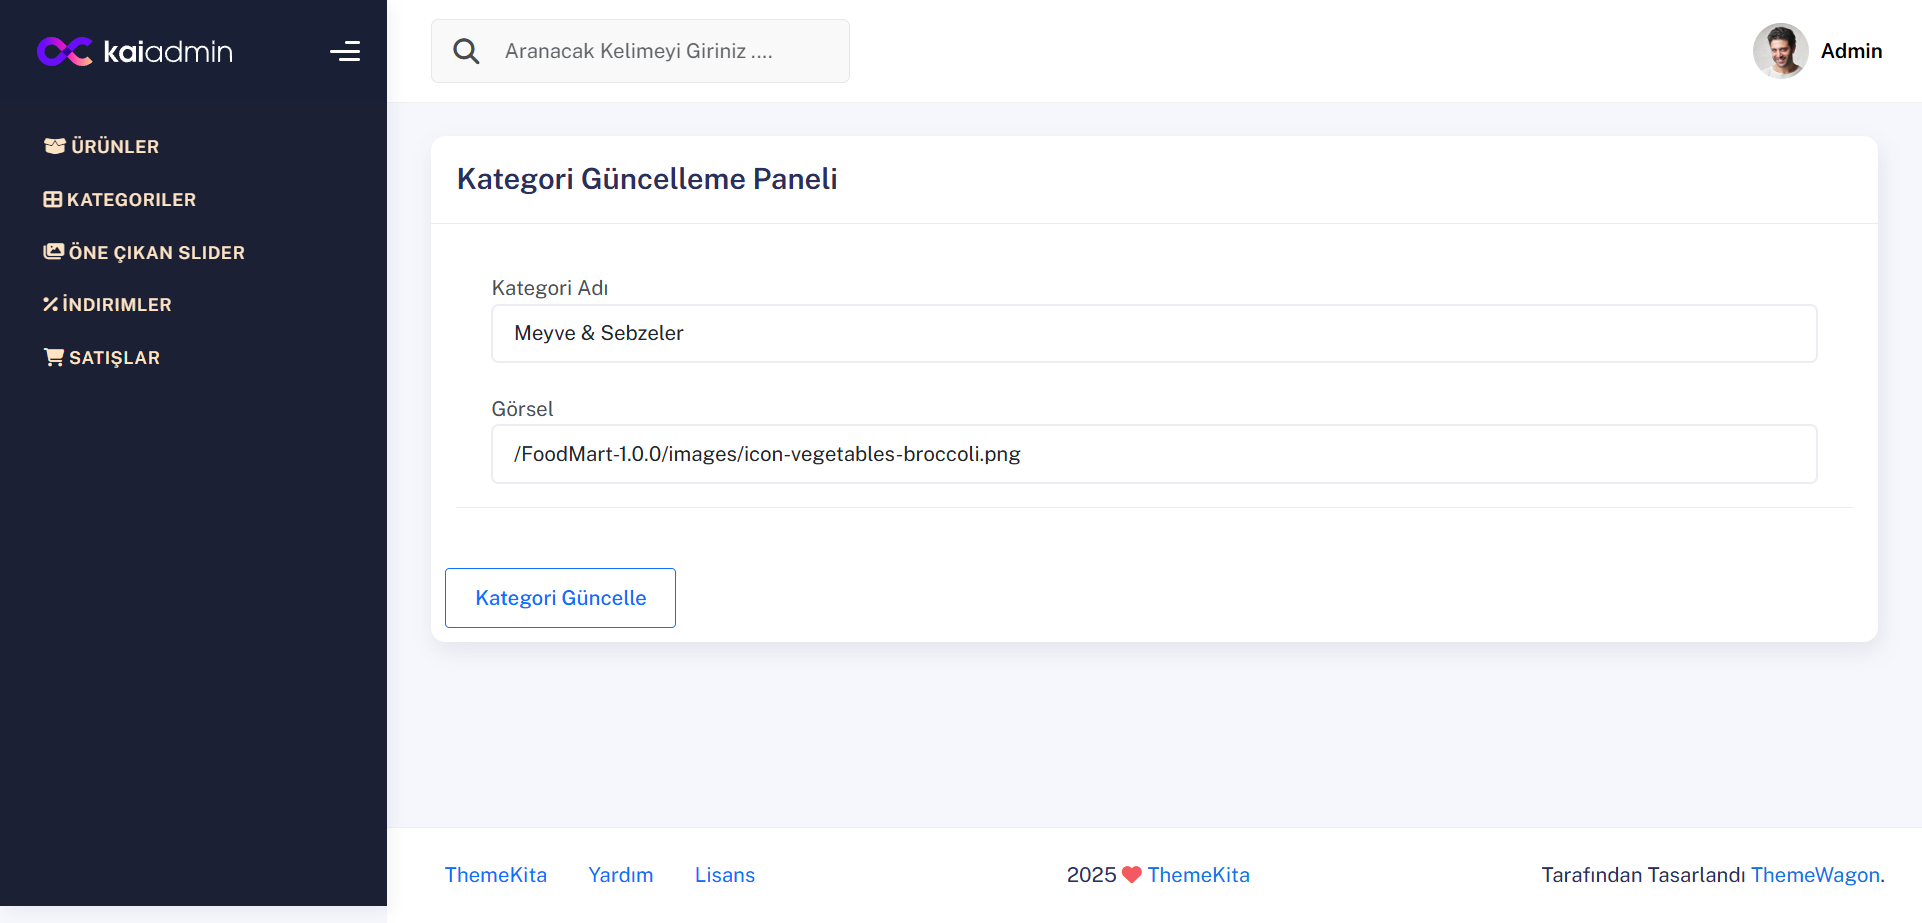 kaiadmin
Aranacak Kelimeyi Giriniz ....
Admin
ÜRÜNLER
KATEGORILER
ÖNE ÇIKAN SLIDER
İNDIRIMLER
SATIŞLAR
Kategori Güncelleme Paneli
Kategori Adı
Meyve & Sebzeler
Görsel
/FoodMart-1.0.0/images/icon-vegetables-broccoli.png
Kategori Güncelle
ThemeKita Yardım Lisans
2025 ThemeKita
Tarafından Tasarlandı ThemeWagon.